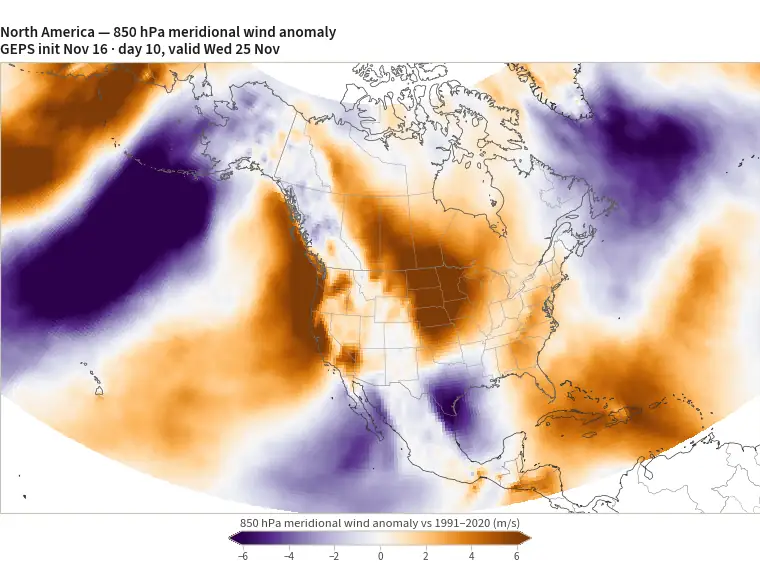 North America — 850 hPa meridional wind anomaly
GEPS init Nov 16 · day 10, valid Wed 25 Nov
850 hPa meridional wind anomaly vs 1991–2020 (m/s)
−6 −4 −2 0 2 4 6